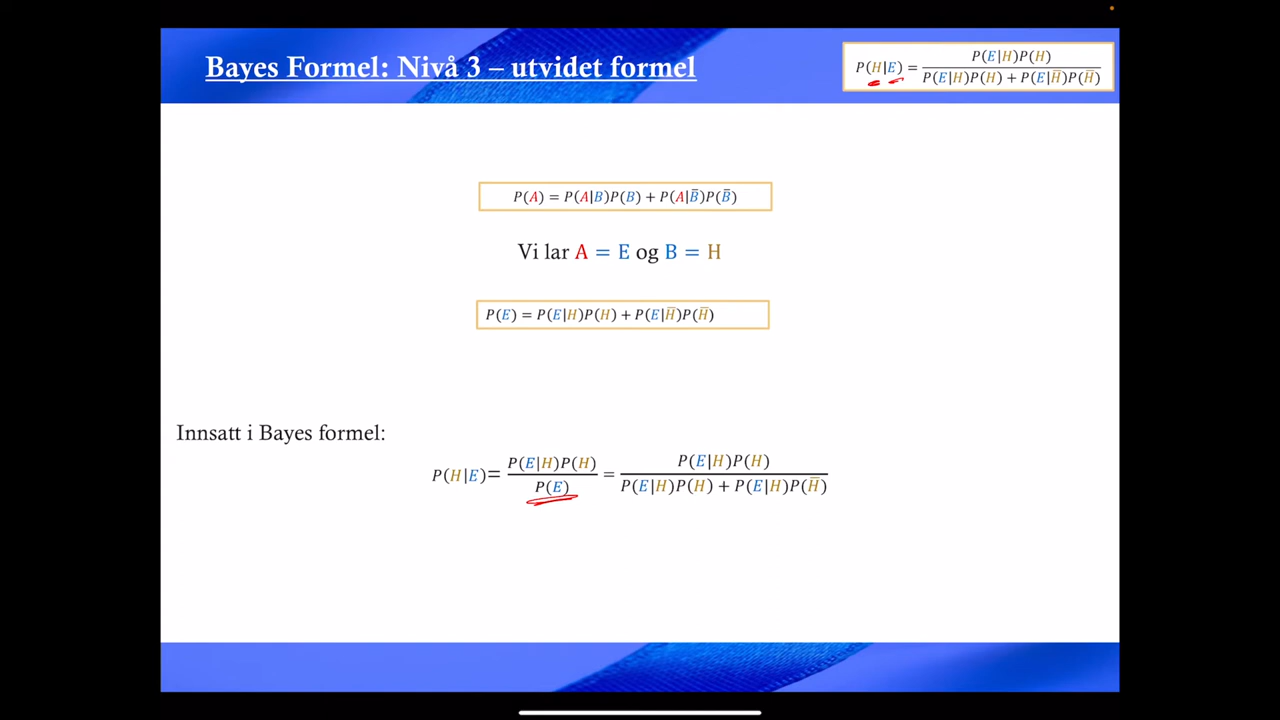 Bayes Formel: Nivå 3 – utvidet formel
P(H|E) = P(E|H)P(H) / P(E|H)P(H) + P(E|H̅)P(H̅)
P(A) = P(A|B)P(B) + P(A|B̅)P(B̅)
Vi lar A = E og B = H
P(E) = P(E|H)P(H) + P(E|H̅)P(H̅)
Innsatt i Bayes formel:
P(H|E)= P(E|H)P(H) / P(E) = P(E|H)P(H) / P(E|H)P(H) + P(E|H)P(H̅)